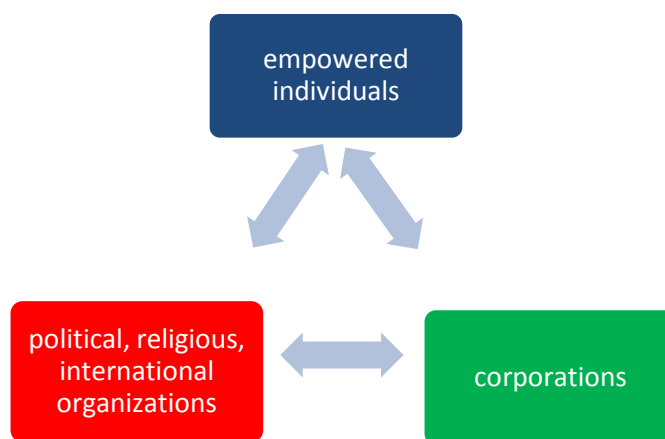 empowered
individuals
political, religious,
international
organizations
corporations